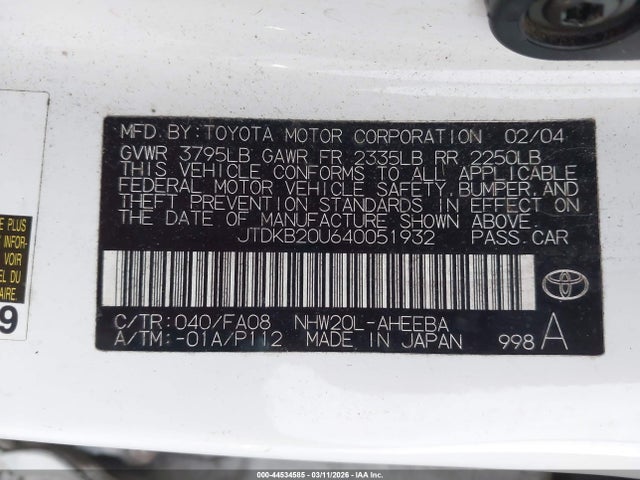 MFD. BY: TOYOTA MOTOR CORPORATION 02/04
GVWR 3795LB GAWR FR 2335LB RR 2250LB
THIS VEHICLE CONFORMS TO ALL APPLICABLE
FEDERAL MOTOR VEHICLE SAFETY, BUMPER, AND
THEFT PREVENTION STANDARDS IN EFFECT ON
THE DATE OF MANUFACTURE SHOWN ABOVE.
JTDKB20U640051932 PASS. CAR
C/TR: 040/FA08 NHW20L-AHEEBA
A/TM: -01A/P112 MADE IN JAPAN 998 A
E PLUS
INFOR-
VOIR
EL DU
AIRE.
9
000-44534585 - 03/11/2026 - IAAI.CA